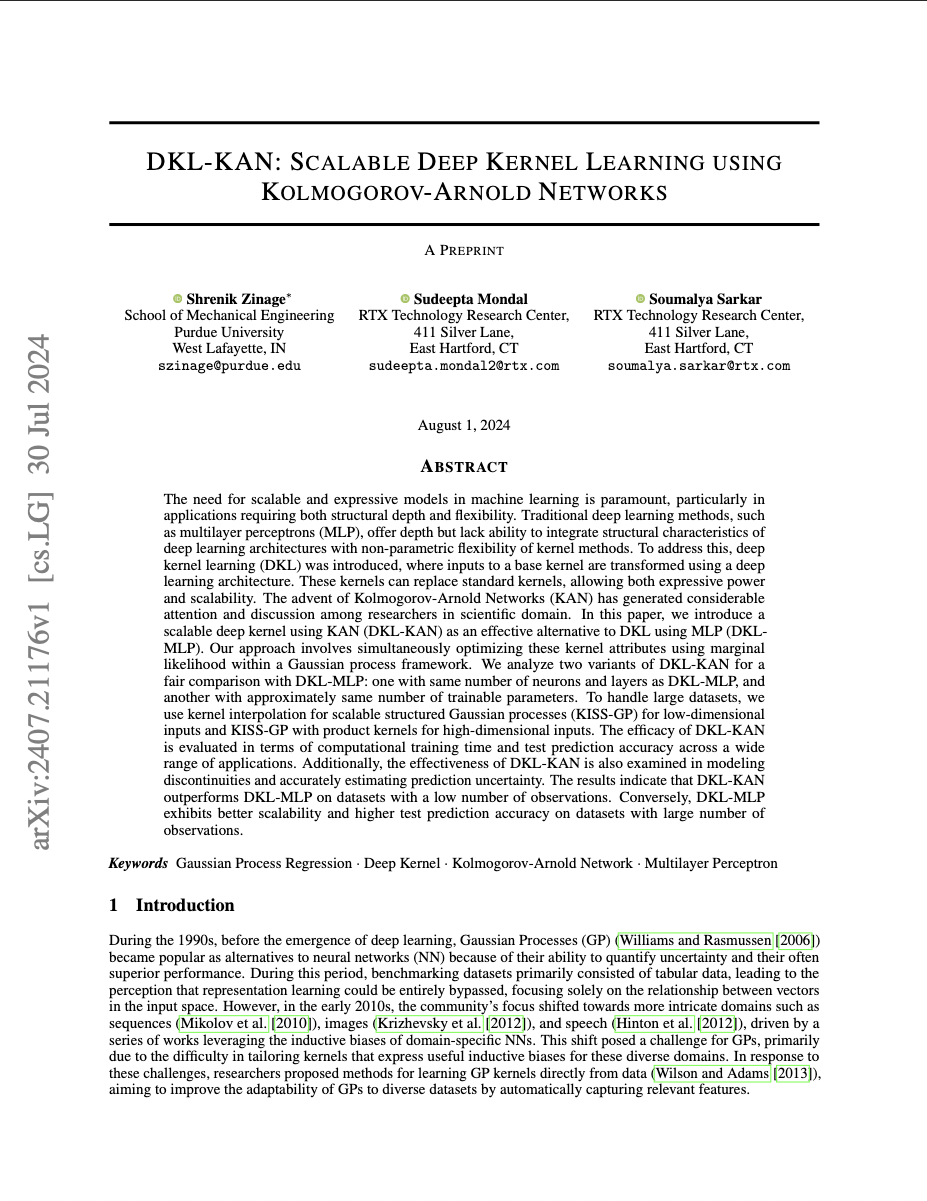 DKL-KAN: SCALABLE DEEP KERNEL LEARNING USING
KOLMOGOROV-ARNOLD NETWORKS
A PREPRINT
Shrenik Zinage*
School of Mechanical Engineering
Purdue University
West Lafayette, IN
szinage@purdue.edu
Sudeepta Mondal
RTX Technology Research Center,
411 Silver Lane,
East Hartford, CT
sudeepta.mondal2@rtx.com
Soumalya Sarkar
RTX Technology Research Center,
411 Silver Lane,
East Hartford, CT
soumalya.sarkar@rtx.com
arXiv:2407.21176v1 [cs.LG] 30 Jul 2024
August 1, 2024
ABSTRACT
The need for scalable and expressive models in machine learning is paramount, particularly in
applications requiring both structural depth and flexibility. Traditional deep learning methods, such
as multilayer perceptrons (MLP), offer depth but lack ability to integrate structural characteristics of
deep learning architectures with non-parametric flexibility of kernel methods. To address this, deep
kernel learning (DKL) was introduced, where inputs to a base kernel are transformed using a deep
learning architecture. These kernels can replace standard kernels, allowing both expressive power
and scalability. The advent of Kolmogorov-Arnold Networks (KAN) has generated considerable
attention and discussion among researchers in scientific domain. In this paper, we introduce a
scalable deep kernel using KAN (DKL-KAN) as an effective alternative to DKL using MLP (DKL-
MLP). Our approach involves simultaneously optimizing these kernel attributes using marginal
likelihood within a Gaussian process framework. We analyze two variants of DKL-KAN for a
fair comparison with DKL-MLP: one with same number of neurons and layers as DKL-MLP, and
another with approximately same number of trainable parameters. To handle large datasets, we
use kernel interpolation for scalable structured Gaussian processes (KISS-GP) for low-dimensional
inputs and KISS-GP with product kernels for high-dimensional inputs. The efficacy of DKL-KAN
is evaluated in terms of computational training time and test prediction accuracy across a wide
range of applications. Additionally, the effectiveness of DKL-KAN is also examined in modeling
discontinuities and accurately estimating prediction uncertainty. The results indicate that DKL-KAN
outperforms DKL-MLP on datasets with a low number of observations. Conversely, DKL-MLP
exhibits better scalability and higher test prediction accuracy on datasets with large number of
observations.
Keywords Gaussian Process Regression · Deep Kernel · Kolmogorov-Arnold Network · Multilayer Perceptron
1 Introduction
During the 1990s, before the emergence of deep learning, Gaussian Processes (GP) (Williams and Rasmussen [2006])
became popular as alternatives to neural networks (NN) because of their ability to quantify uncertainty and their often
superior performance. During this period, benchmarking datasets primarily consisted of tabular data, leading to the
perception that representation learning could be entirely bypassed, focusing solely on the relationship between vectors
in the input space. However, in the early 2010s, the community's focus shifted towards more intricate domains such as
sequences (Mikolov et al. [2010]), images (Krizhevsky et al. [2012]), and speech (Hinton et al. [2012]), driven by a
series of works leveraging the inductive biases of domain-specific NNs. This shift posed a challenge for GPs, primarily
due to the difficulty in tailoring kernels that express useful inductive biases for these diverse domains. In response to
these challenges, researchers proposed methods for learning GP kernels directly from data (Wilson and Adams [2013]),
aiming to improve the adaptability of GPs to diverse datasets by automatically capturing relevant features.